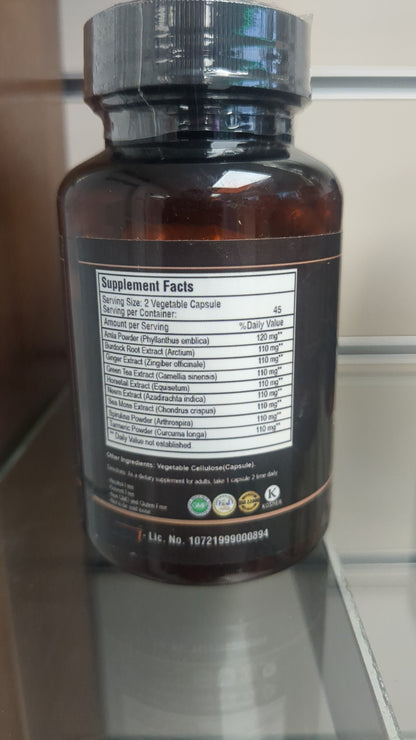 Supplement Facts
Serving Size: 2 Vegetable Capsule
Serving per Container: 45
Amount per Serving %Daily Value
Amla Powder (Phyllanthus emblica) 120 mg**
Burdock Root Extract (Arctium) 110 mg**
Ginger Extract (Zingiber officinale) 110 mg**
Green Tea Extract (Camellia sinensis) 110 mg**
Horsetail Extract (Equisetum) 110 mg**
Neem Extract (Azadirachta indica) 110 mg**
Sea Moss Extract (Chondrus crispus) 110 mg**
Spirulina Powder (Arthrospira) 110 mg**
Turmeric Powder (Curcuma longa) 110 mg**
** Daily Value not established
Other Ingredients: Vegetable Cellulose(Capsule).
Directions: As a dietary supplement for adults, take 1 capsule 2 time daily
GMP
K
KOSHER
Lic. No. 10721999000894